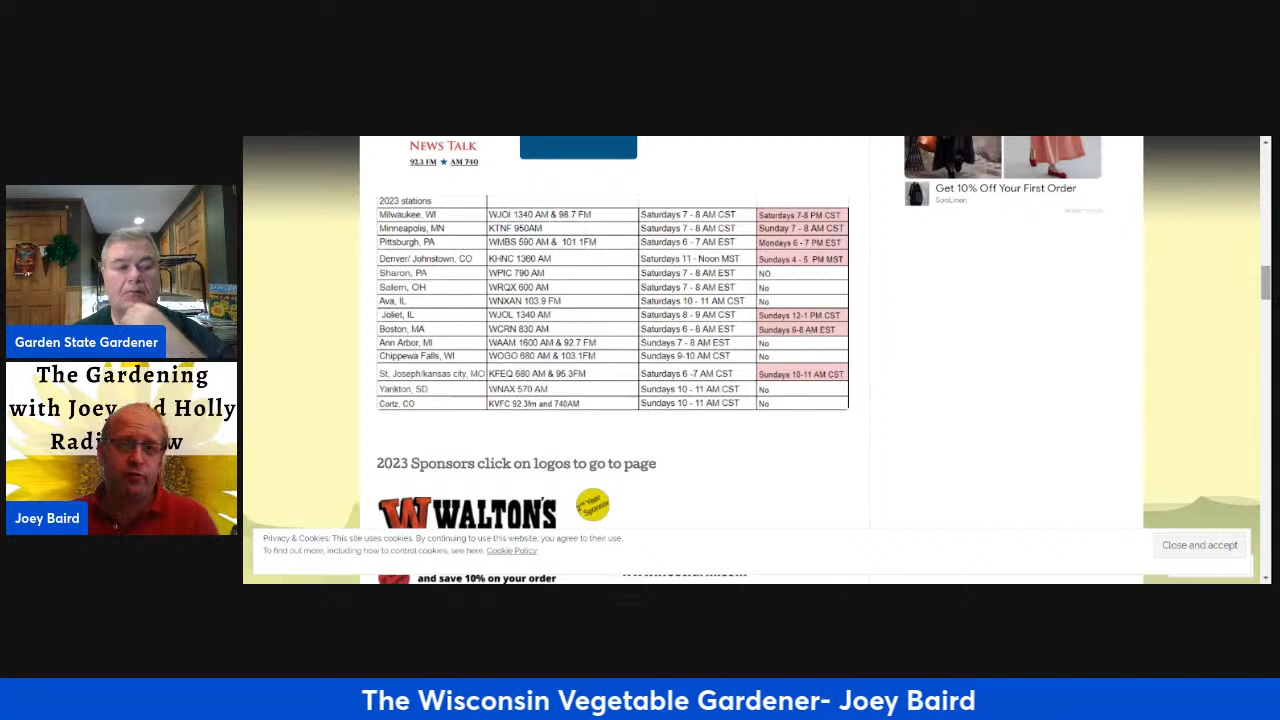 NEWS TALK
92.3 FM ★ AM 740
Get 10% Off Your First Order
SooLinen
2023 stations
Milwaukee, WI WJOI 1340 AM & 98.7 FM Saturdays 7 - 8 AM CST Saturdays 7-8 PM CST
Minneapolis, MN KTNF 950AM Saturdays 7 - 8 AM CST Sunday 7 - 8 AM CST
Pittsburgh, PA WMBS 590 AM & 101.1FM Saturdays 6 - 7 AM EST Mondays 6 - 7 PM EST
Denver/ Johnstown, CO KHNC 1360 AM Saturdays 11 - Noon MST Sundays 4 - 5 PM MST
Sharon, PA WPIC 790 AM Saturdays 7 - 8 AM EST NO
Salem, OH WRQX 600 AM Saturdays 7 - 8 AM EST No
Ava, IL WNXAN 103.9 FM Saturdays 10 - 11 AM CST No
Joliet, IL WJOL 1340 AM Saturdays 8 - 9 AM CST Sundays 12-1 PM CST
Boston, MA WCRN 830 AM Saturdays 6 - 8 AM EST Sundays 6-8 AM EST
Ann Arbor, MI WAAM 1600 AM & 92.7 FM Sundays 7 - 8 AM EST No
Chippewa Falls, WI WOGO 680 AM & 103.1FM Sundays 9-10 AM CST No
St, Joseph/kansas city, MO KFEQ 680 AM & 95.3FM Saturdays 6 -7 AM CST Sundays 10-11 AM CST
Yankton, SD WNAX 570 AM Sundays 10 - 11 AM CST No
Cortz, CO KVFC 92.3fm and 740AM Sundays 10 - 11 AM CST No
2023 Sponsors click on logos to go to page
WALTON'S
Year
Sponsor
Privacy & Cookies: This site uses cookies. By continuing to use this website, you agree to their use.
To find out more, including how to control cookies, see here: Cookie Policy
Close and accept
and save 10% on your order
Garden State Gardener
The Gardening
with Joey and Holly
Radio Show
Joey Baird
The Wisconsin Vegetable Gardener- Joey Baird